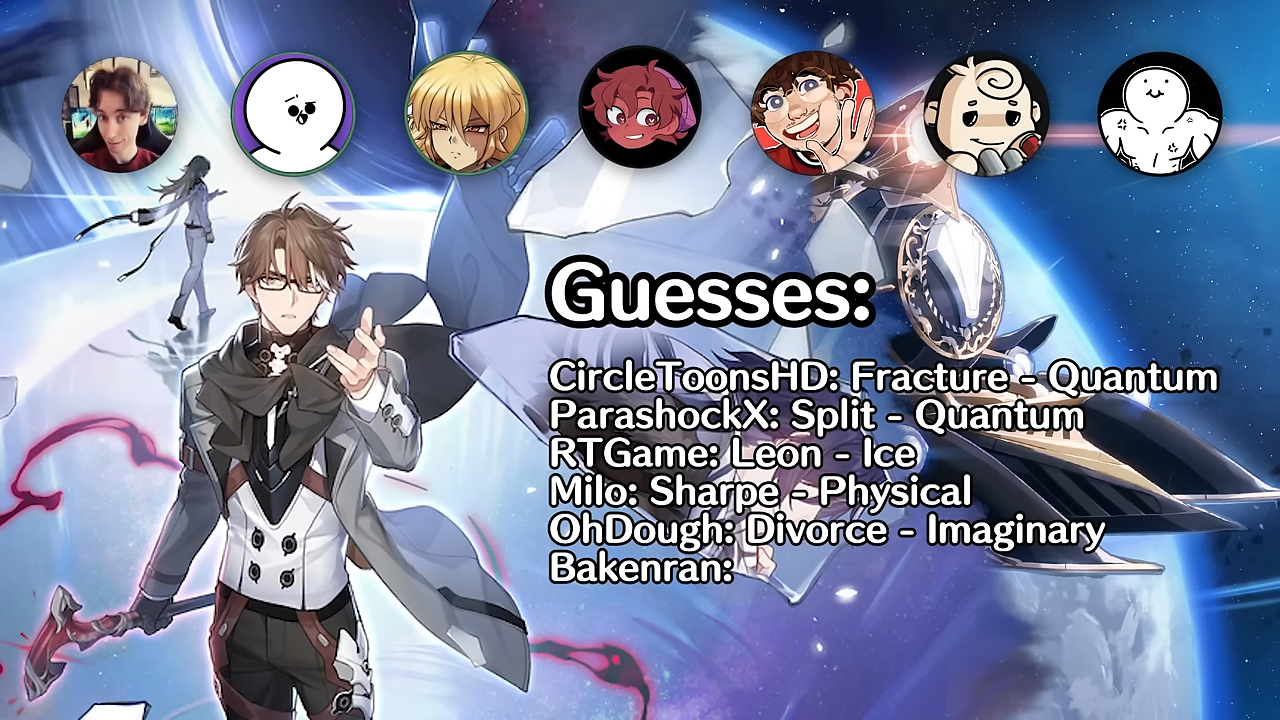 Guesses:
CircleToonsHD: Fracture - Quantum
ParashockX: Split - Quantum
RTGame: Leon - Ice
Milo: Sharpe - Physical
OhDough: Divorce - Imaginary
Bakenran: